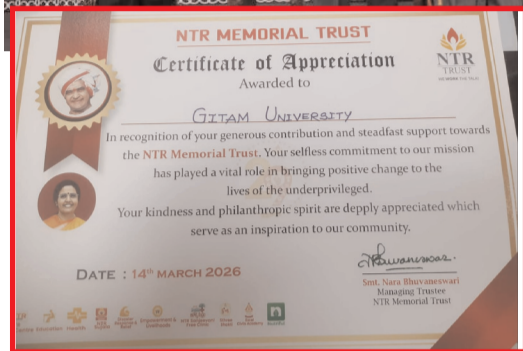 NTR MEMORIAL TRUST
Certificate of Appreciation
Awarded to
NTR
TRUST
GITAM UNIVERSITY
In recognition of your generous contribution and steadfast support towards
the NTR Memorial Trust. Your selfless commitment to our mission
has played a vital role in bringing positive change to the
lives of the underprivileged.
Your kindness and philanthropic spirit are depply appreciated which
serve as an inspiration to our community.
DATE : 14th MARCH 2026
Smt. Nara Bhuvaneswari
Managing Trustee
NTR Memorial Trust
Education
Health